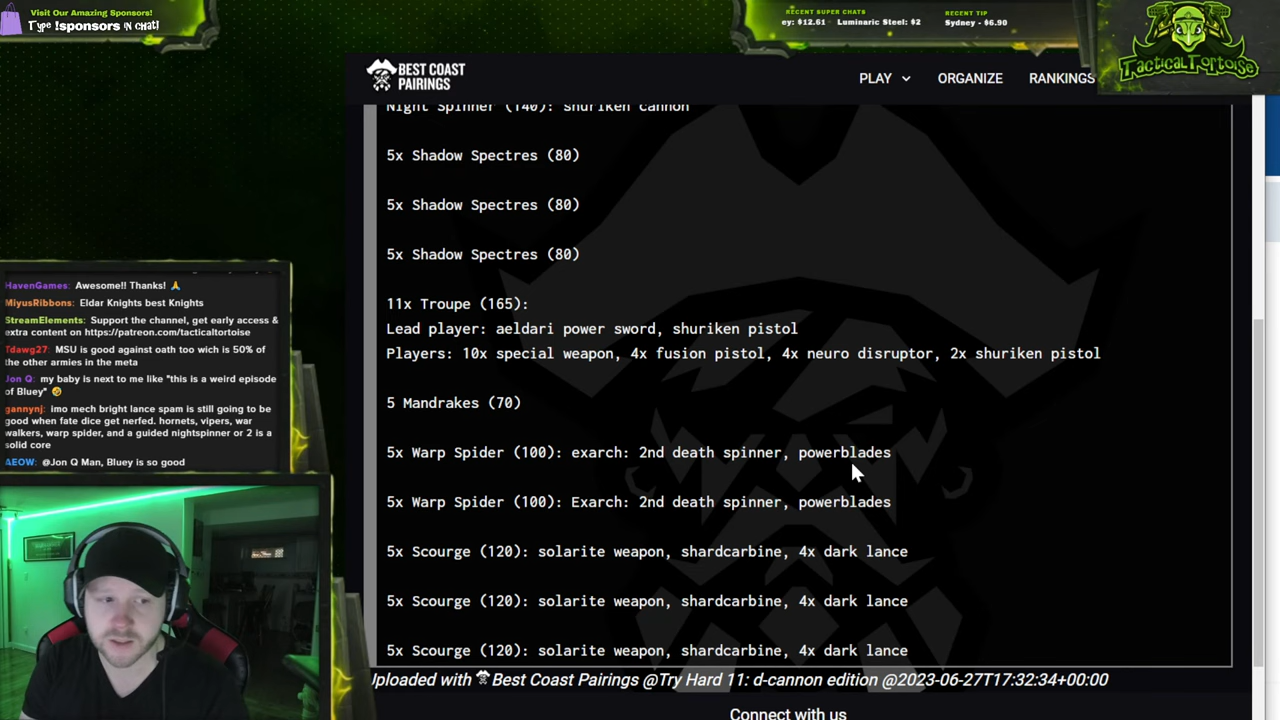 Visit Our Amazing Sponsors!
Type !sponsors in chat!
RECENT SUPER CHATS
ey: $12.61 Luminaric Steel: $2
RECENT TIP
Sydney - $6.90
TacticalTortoise
BEST COAST
PAIRINGS
PLAY
ORGANIZE
RANKINGS
Night Spinner (140): shuriken cannon
5x Shadow Spectres (80)
5x Shadow Spectres (80)
5x Shadow Spectres (80)
11x Troupe (165):
Lead player: aeldari power sword, shuriken pistol
Players: 10x special weapon, 4x fusion pistol, 4x neuro disruptor, 2x shuriken pistol
5 Mandrakes (70)
5x Warp Spider (100): exarch: 2nd death spinner, powerblades
5x Warp Spider (100): Exarch: 2nd death spinner, powerblades
5x Scourge (120): solarite weapon, shardcarbine, 4x dark lance
5x Scourge (120): solarite weapon, shardcarbine, 4x dark lance
5x Scourge (120): solarite weapon, shardcarbine, 4x dark lance
Uploaded with Best Coast Pairings @Try Hard 11: d-cannon edition @2023-06-27T17:32:34+00:00
Connect with us
HavenGames: Awesome!! Thanks! 🙏
MiyusRibbons: Eldar Knights best Knights
StreamElements: Support the channel, get early access &
extra content on https://patreon.com/tacticaltortoise
Tdawg27: MSU is good against oath too wich is 50% of
the other armies in the meta
Jon Q: my baby is next to me like "this is a weird episode
of Bluey" 🤣
gannynj: imo mech bright lance spam is still going to be
good when fate dice get nerfed. hornets, vipers, war
walkers, warp spider, and a guided nightspinner or 2 is a
solid core
AEOW: @Jon Q Man, Bluey is so good